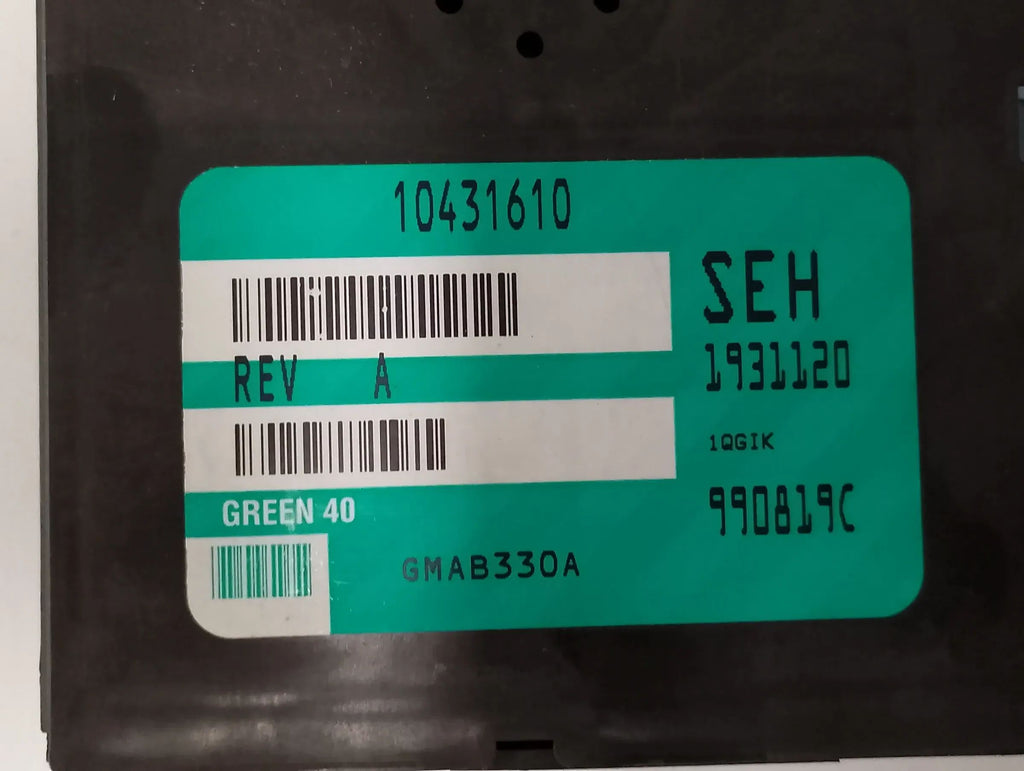 10431610
SEH
REV A
1931120
1QGIK
GREEN 40
990819C
GMAB330A